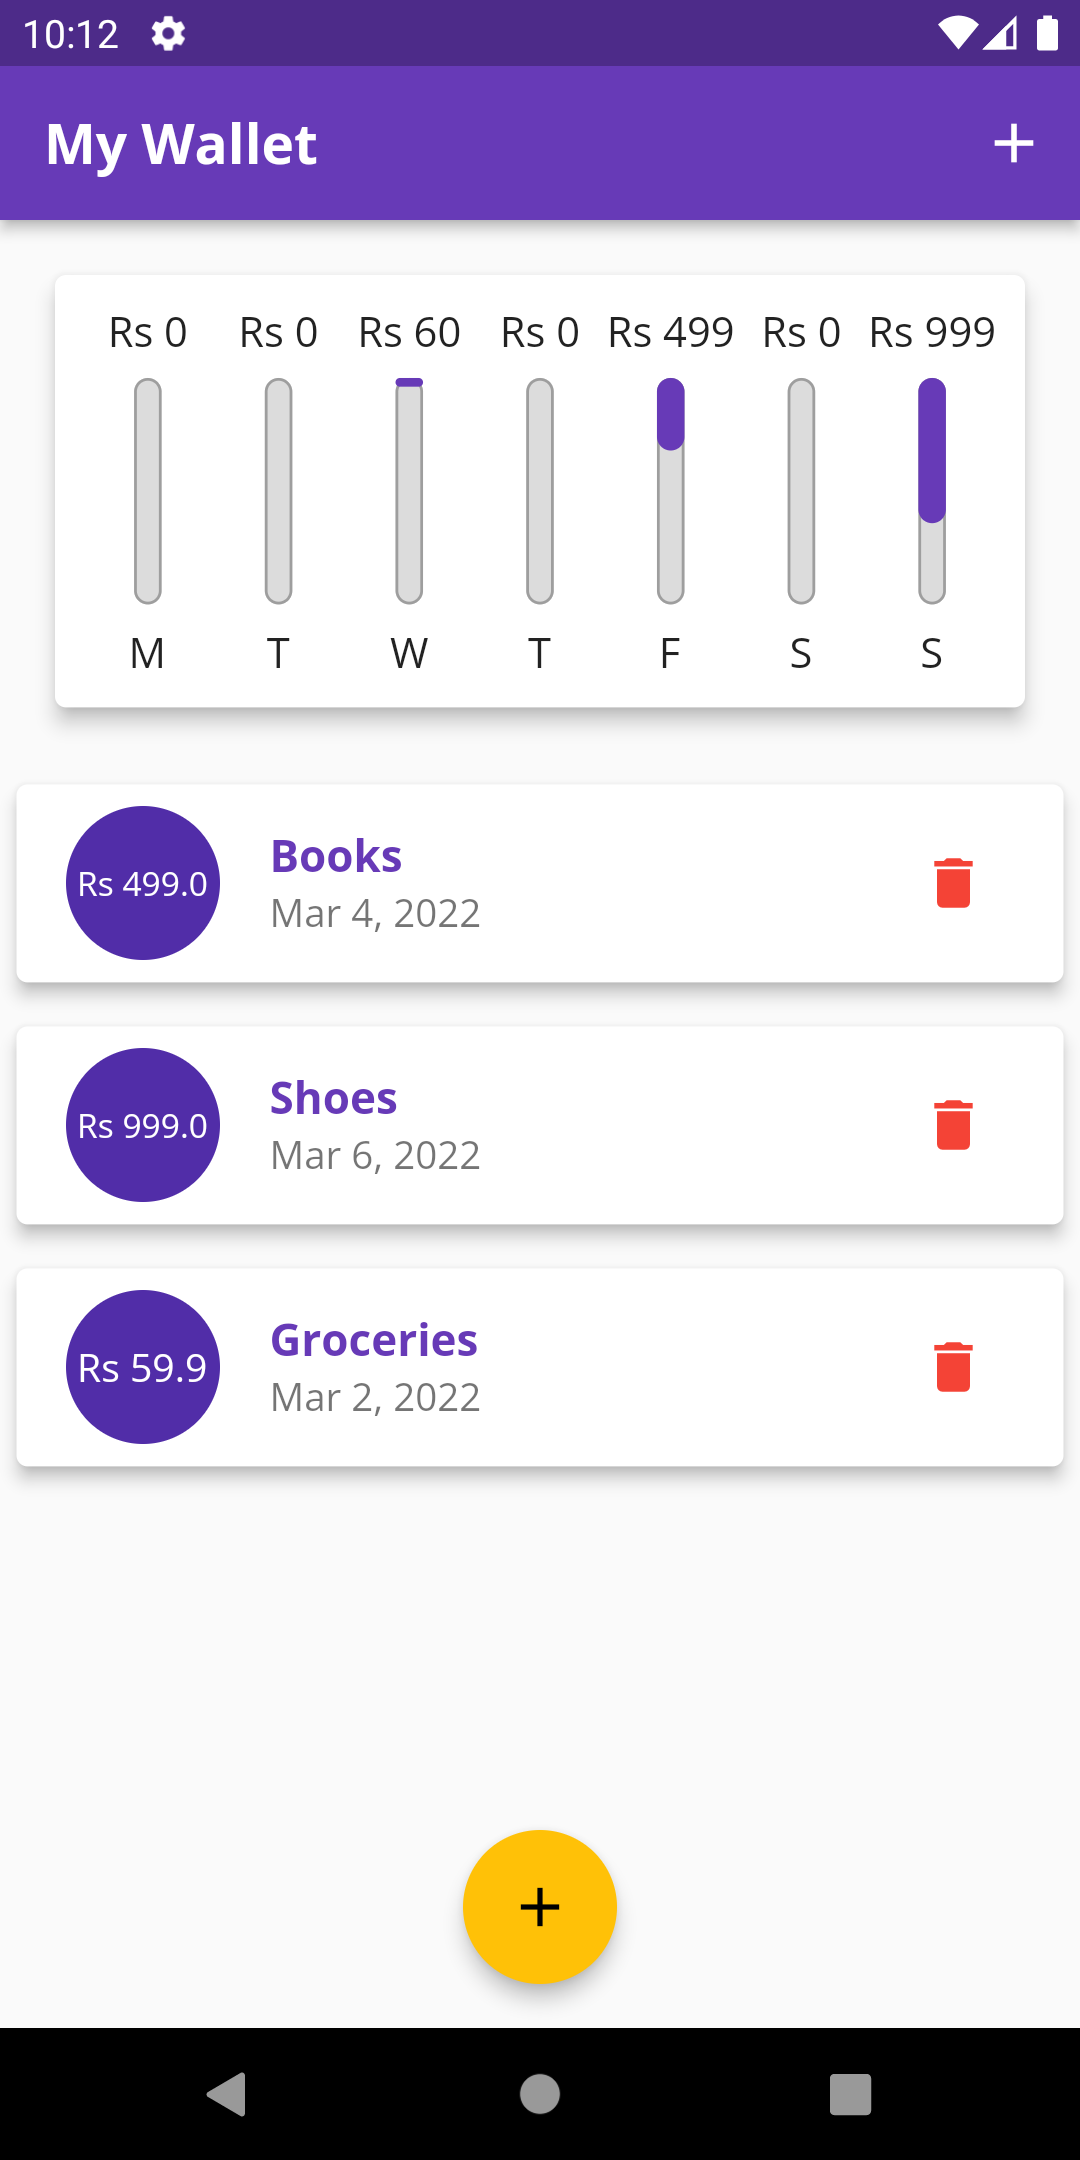 10:12
My Wallet
Rs 0 Rs 0 Rs 60 Rs 0 Rs 499 Rs 0 Rs 999
M T W T F S S
Rs 499.0
Books
Mar 4, 2022
Rs 999.0
Shoes
Mar 6, 2022
Rs 59.9
Groceries
Mar 2, 2022